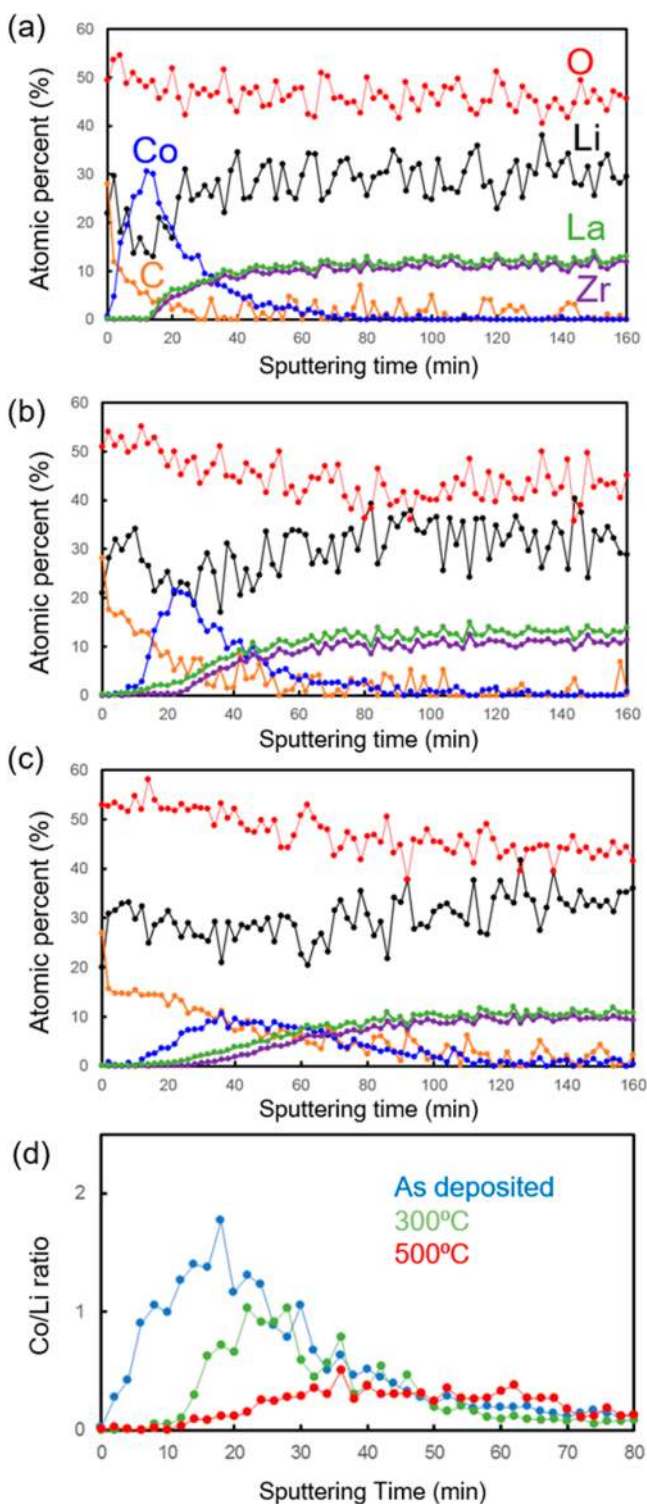 (a)
60
50
40
30
20
10
0
Atomic percent (%)
O
Co
Li
La
C
Zr
0 20 40 60 80 100 120 140 160
Sputtering time (min)
(b)
60
50
40
30
20
10
0
Atomic percent (%)
0 20 40 60 80 100 120 140 160
Sputtering time (min)
(c)
60
50
40
30
20
10
0
Atomic percent (%)
0 20 40 60 80 100 120 140 160
Sputtering time (min)
(d)
2
1
0
Co/Li ratio
As deposited
300ºC
500ºC
0 10 20 30 40 50 60 70 80
Sputtering Time (min)